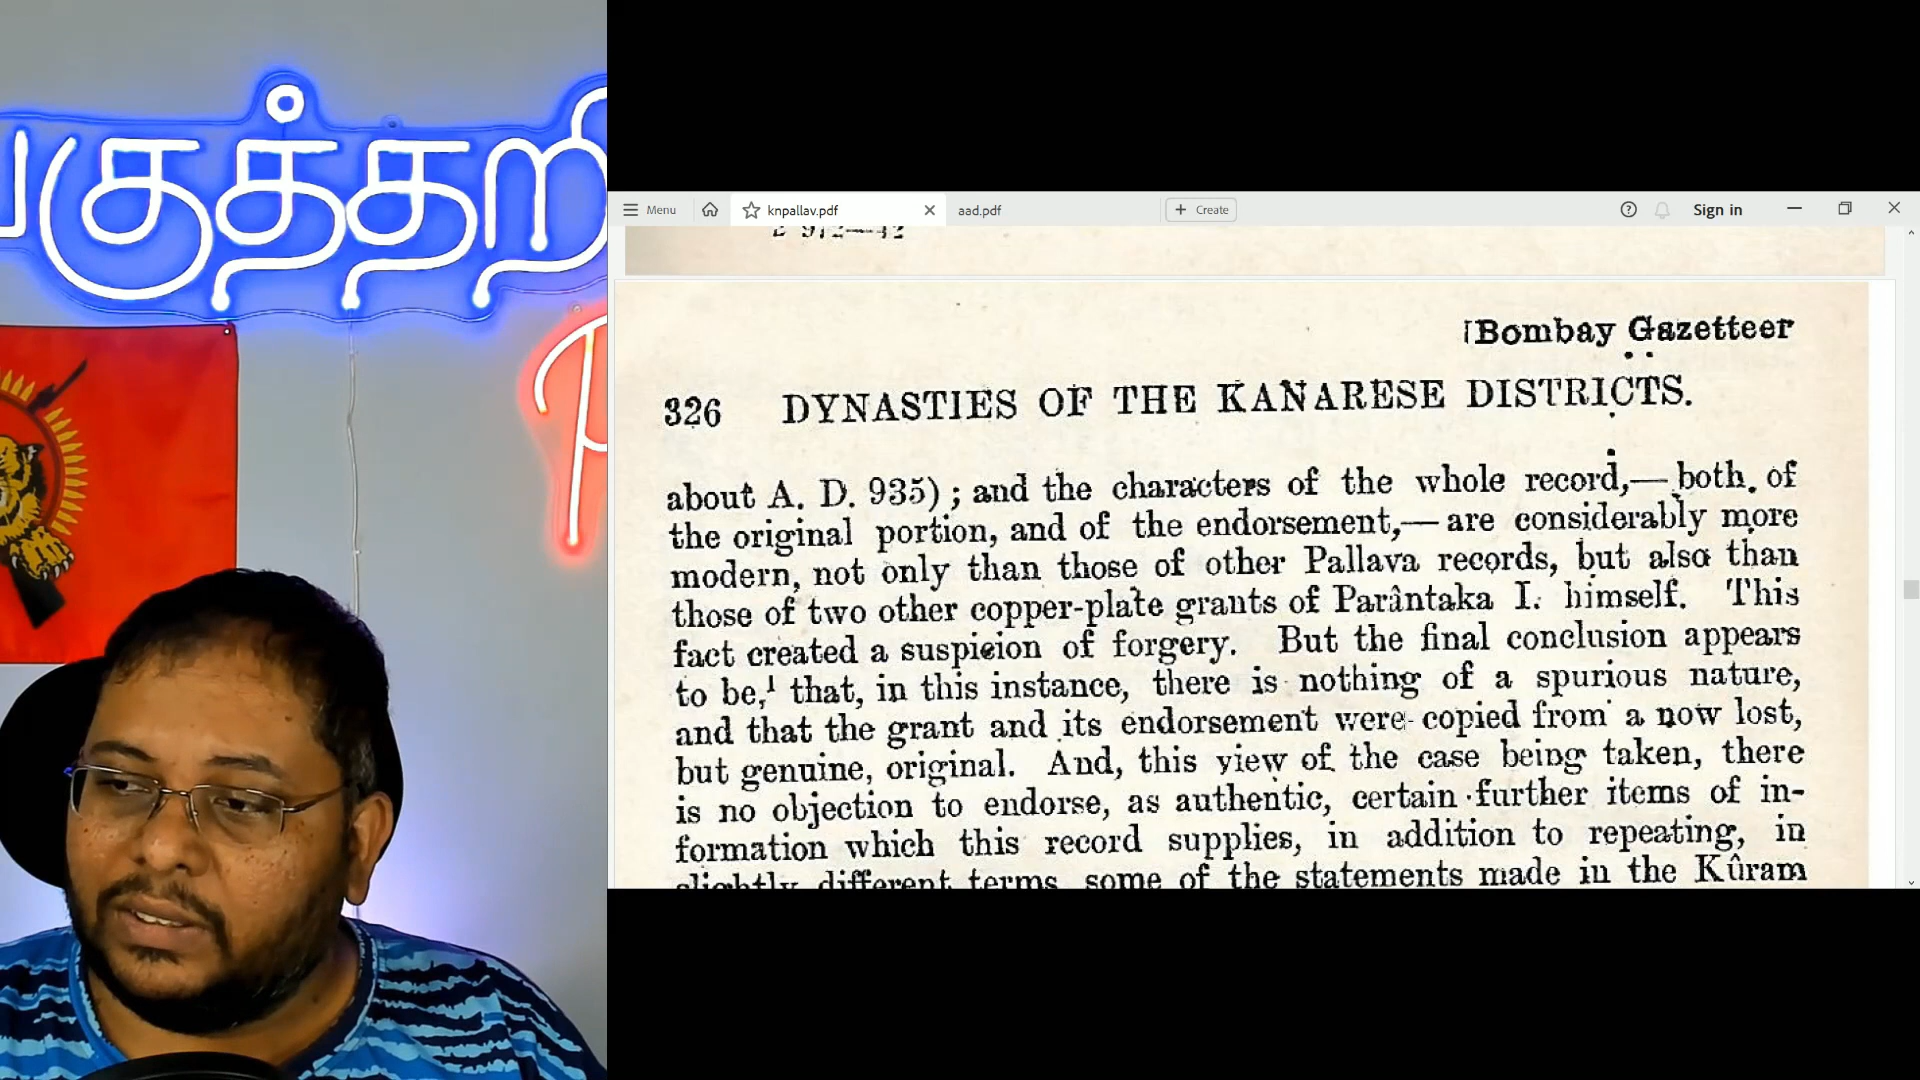 குத்தறி
Menu
knpallav.pdf
aad.pdf
Create
Sign in
Bombay Gazetteer
326 DYNASTIES OF THE KANARESE DISTRICTS.
about A. D. 935) ; and the characters of the whole record,— both of
the original portion, and of the endorsement,— are considerably more
modern, not only than those of other Pallava records, but also than
those of two other copper-plate grants of Parântaka I. himself. This
fact created a suspicion of forgery. But the final conclusion appears
to be,¹ that, in this instance, there is nothing of a spurious nature,
and that the grant and its endorsement were copied from a now lost,
but genuine, original. And, this view of the case being taken, there
is no objection to endorse, as authentic, certain further items of in-
formation which this record supplies, in addition to repeating, in
slightly different terms, some of the statements made in the Kûram